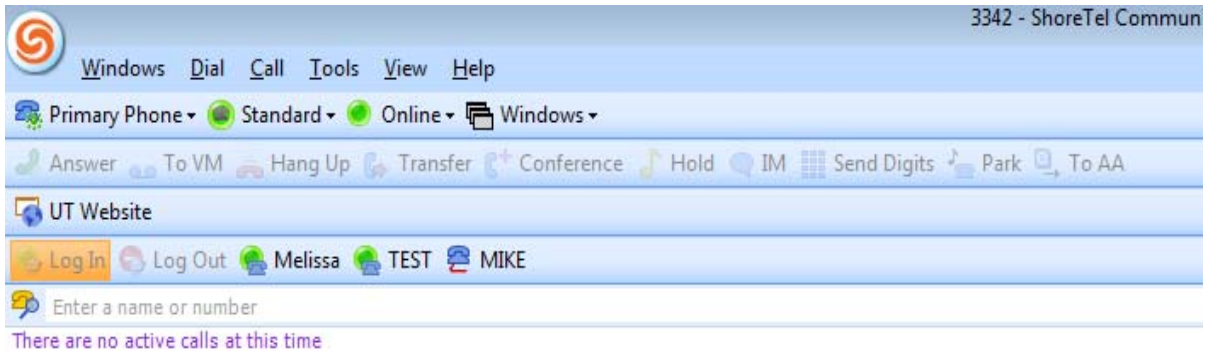 3342 - ShoreTel Commun
Windows Dial Call Tools View Help
Primary Phone Standard Online Windows
Answer To VM Hang Up Transfer Conference Hold IM Send Digits Park To AA
UT Website
Log In Log Out Melissa TEST MIKE
Enter a name or number
There are no active calls at this time